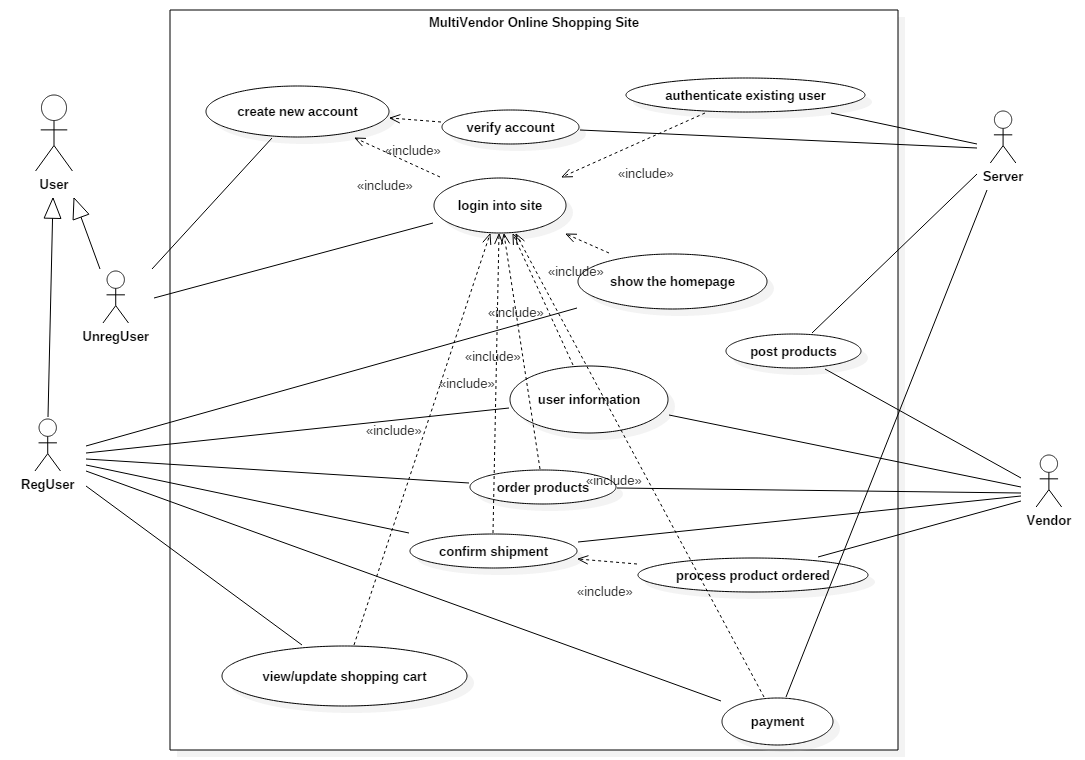 MultiVendor Online Shopping Site
create new account
authenticate existing user
verify account
«include»
«include»
«include»
User
Server
login into site
«include»
show the homepage
UnregUser
«include»
post products
«include»
«include»
user information
«include»
RegUser
order products
«include»
Vendor
confirm shipment
process product ordered
«include»
view/update shopping cart
payment